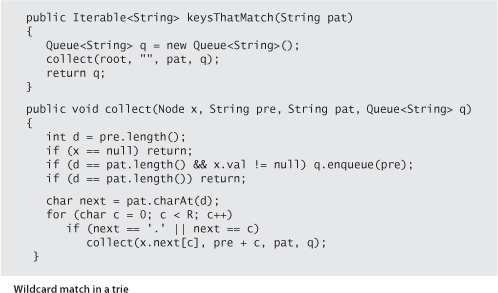 public Iterable<String> keysThatMatch(String pat)
{
Queue<String> q = new Queue<String>();
collect(root, "", pat, q);
return q;
}
public void collect(Node x, String pre, String pat, Queue<String> q)
{
int d = pre.length();
if (x == null) return;
if (d == pat.length() && x.val != null) q.enqueue(pre);
if (d == pat.length()) return;
char next = pat.charAt(d);
for (char c = 0; c < R; c++)
if (next == '.' || next == c)
collect(x.next[c], pre + c, pat, q);
}
Wildcard match in a trie